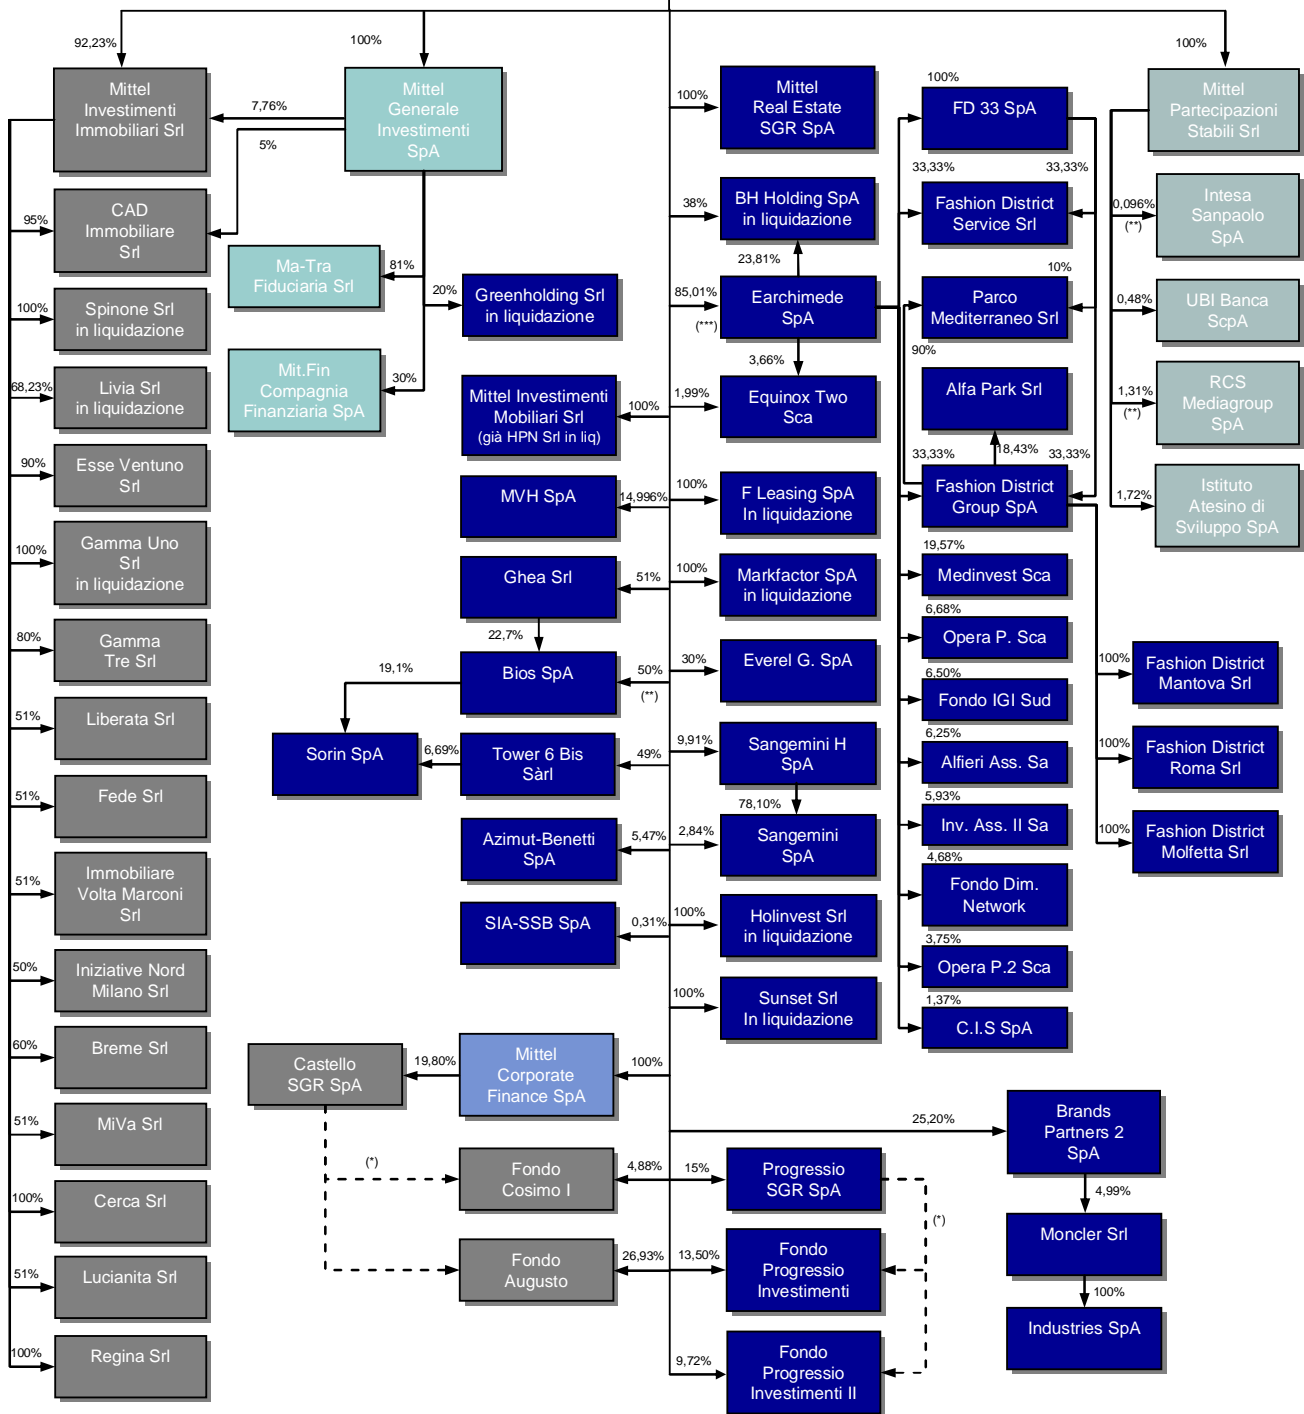 92,23%
100%
100%
Mittel
Investimenti
Immobiliari Srl
7,76%
5%
Mittel
Generale
Investimenti
SpA
100%
Mittel
Real Estate
SGR SpA
100%
FD 33 SpA
Mittel
Partecipazioni
Stabili Srl
95%
CAD
Immobiliare
Srl
38%
BH Holding SpA
in liquidazione
23,81%
33,33%
33,33%
Fashion District
Service Srl
0,096%
(**)
Intesa
Sanpaolo
SpA
Ma-Tra
Fiduciaria Srl
81%
20%
Greenholding Srl
in liquidazione
85,01%
(***)
Earchimede
SpA
10%
Parco
Mediterraneo Srl
90%
0,48%
UBI Banca
ScpA
100%
Spinone Srl
in liquidazione
68,23%
Livia Srl
in liquidazione
Mit.Fin
Compagnia
Finanziaria SpA
30%
Mittel Investimenti
Mobiliari Srl
(già HPN Srl in liq)
100%
1,99%
3,66%
Equinox Two
Sca
Alfa Park Srl
18,43%
1,31%
(**)
RCS
Mediagroup
SpA
90%
Esse Ventuno
Srl
MVH SpA
14,996%
100%
F Leasing SpA
In liquidazione
33,33%
33,33%
Fashion District
Group SpA
1,72%
Istituto
Atesino di
Sviluppo SpA
100%
Gamma Uno
Srl
in liquidazione
Ghea Srl
51%
100%
Markfactor SpA
in liquidazione
19,57%
Medinvest Sca
22,7%
80%
Gamma
Tre Srl
19,1%
Bios SpA
50%
(**)
30%
Everel G. SpA
6,68%
Opera P. Sca
100%
Fashion District
Mantova Srl
6,50%
Fondo IGI Sud
51%
Liberata Srl
Sorin SpA
6,69%
Tower 6 Bis
Sàrl
49%
9,91%
Sangemini H
SpA
78,10%
6,25%
Alfieri Ass. Sa
100%
Fashion District
Roma Srl
51%
Fede Srl
Azimut-Benetti
SpA
5,47%
2,84%
Sangemini
SpA
5,93%
Inv. Ass. II Sa
100%
Fashion District
Molfetta Srl
51%
Immobiliare
Volta Marconi
Srl
4,68%
Fondo Dim.
Network
SIA-SSB SpA
0,31%
100%
Holinvest Srl
in liquidazione
50%
Iniziative Nord
Milano Srl
3,75%
Opera P.2 Sca
100%
Sunset Srl
In liquidazione
1,37%
C.I.S SpA
60%
Breme Srl
Castello
SGR SpA
19,80%
Mittel
Corporate
Finance SpA
100%
51%
MiVa Srl
25,20%
Brands
Partners 2
SpA
4,99%
(*)
Fondo
Cosimo I
4,88%
15%
Progressio
SGR SpA
(*)
100%
Cerca Srl
Moncler Srl
100%
51%
Lucianita Srl
Fondo
Augusto
26,93%
13,50%
Fondo
Progressio
Investimenti
Industries SpA
100%
Regina Srl
9,72%
Fondo
Progressio
Investimenti II